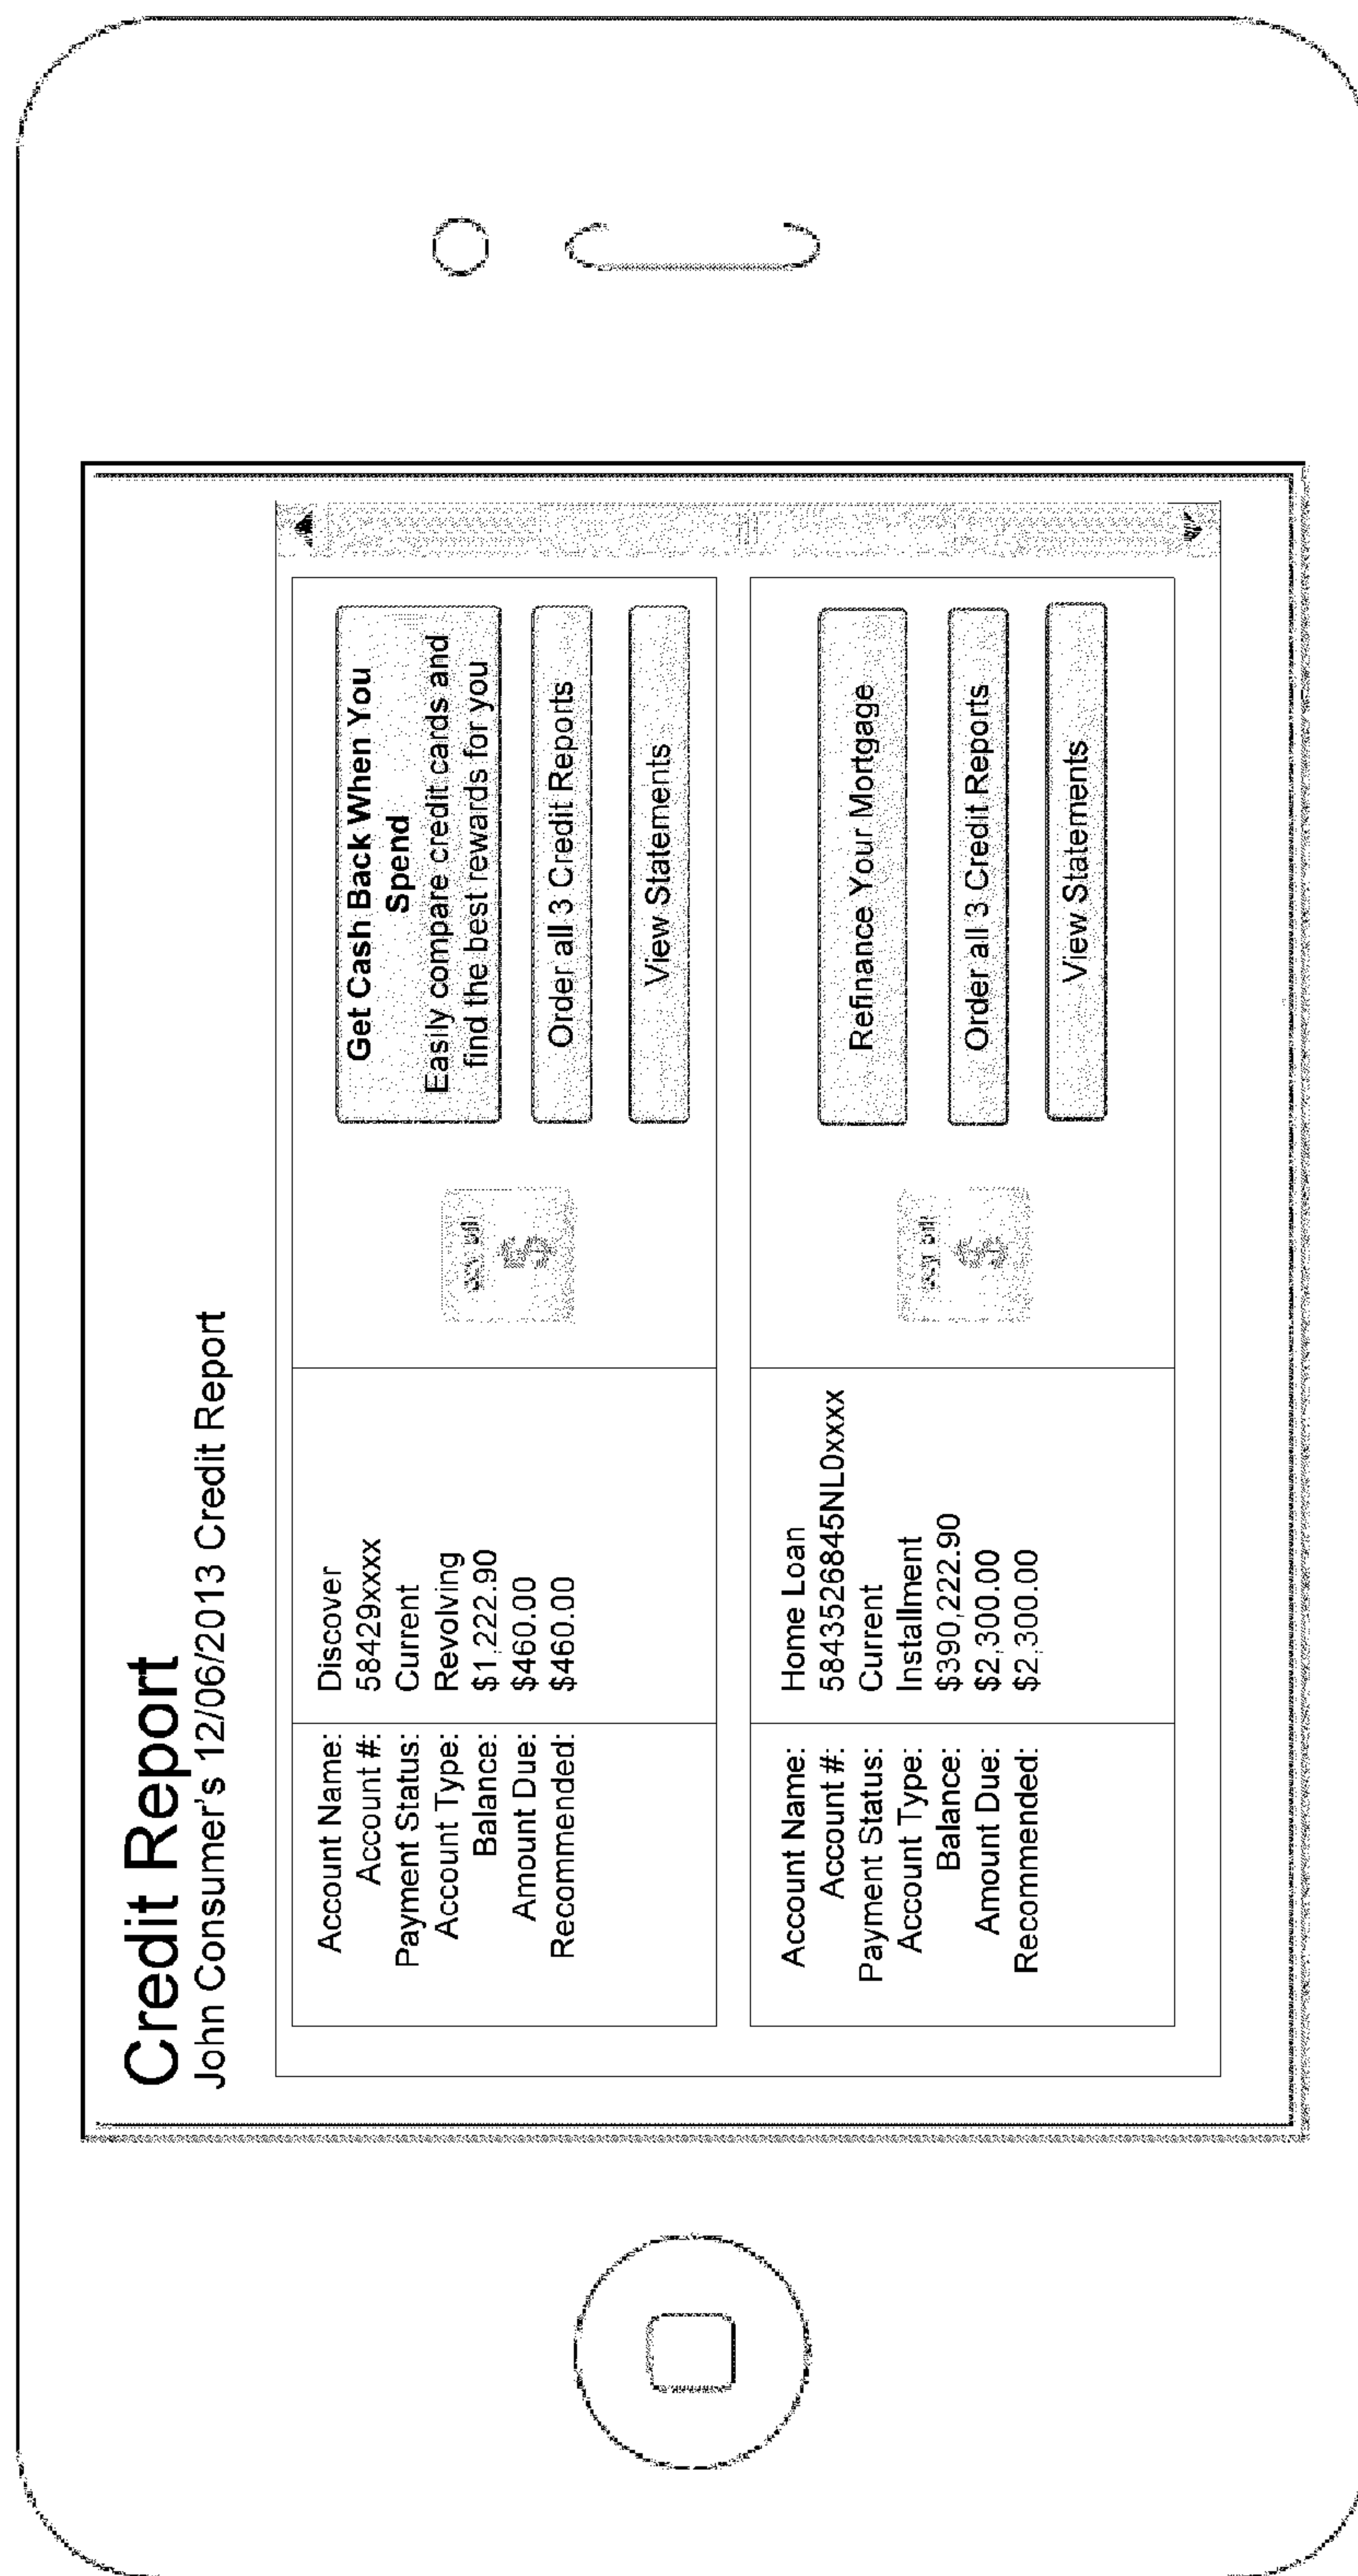 Credit Report
John Consumer's 12/06/2013 Credit Report
Account Name: Discover
Account #: 58429xxxx
Payment Status: Current
Account Type: Revolving
Balance: $1,222.90
Amount Due: $460.00
Recommended: $460.00
pay bill
$
Get Cash Back When You
Spend
Easily compare credit cards and
find the best rewards for you
Order all 3 Credit Reports
View Statements
Account Name: Home Loan
Account #: 5843526845NL0xxxx
Payment Status: Current
Account Type: Installment
Balance: $390,222.90
Amount Due: $2,300.00
Recommended: $2,300.00
pay bill
$
Refinance Your Mortgage
Order all 3 Credit Reports
View Statements